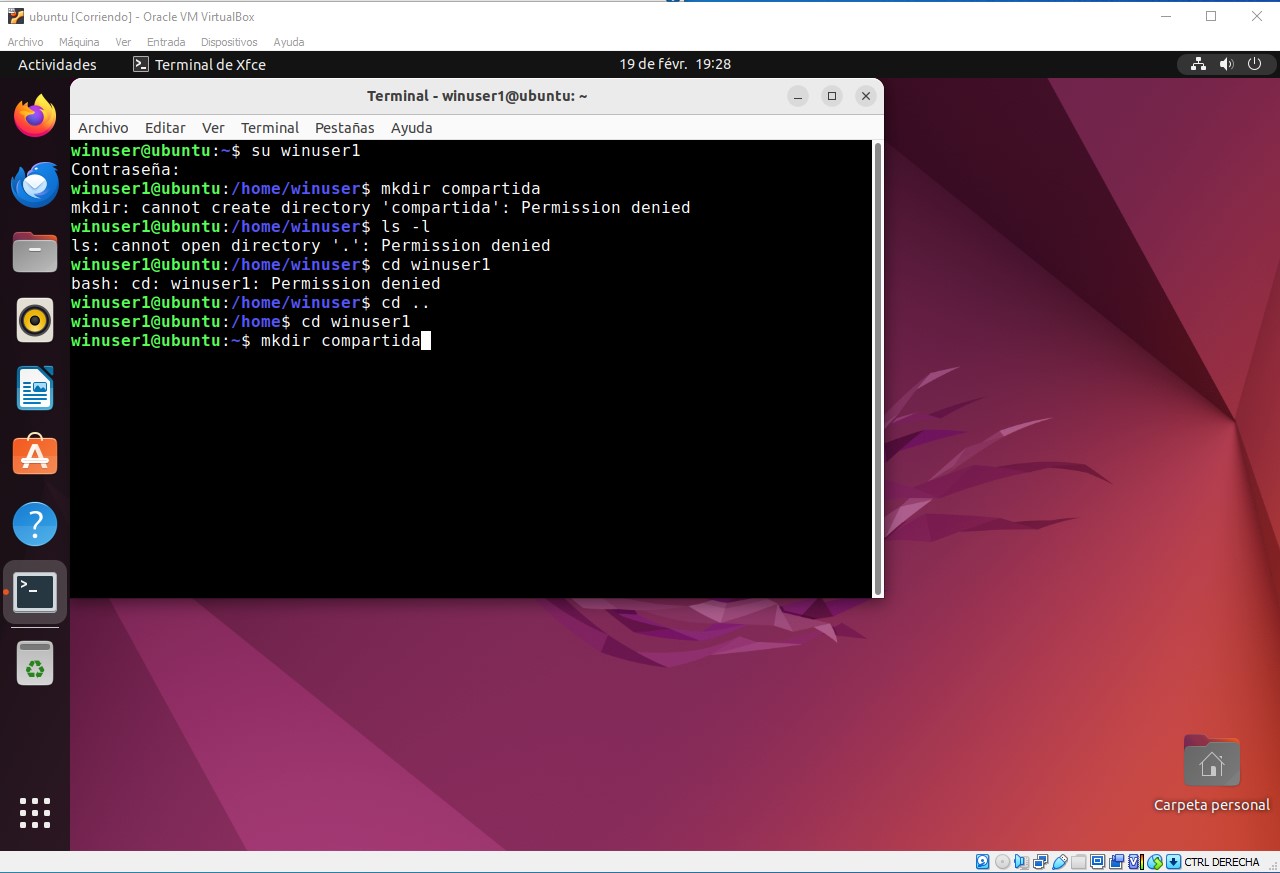 ubuntu [Corriendo] - Oracle VM VirtualBox
Archivo Máquina Ver Entrada Dispositivos Ayuda
Actividades Terminal de Xfce 19 de févr. 19:28
Terminal - winuser1@ubuntu: ~
Archivo Editar Ver Terminal Pestañas Ayuda
winuser@ubuntu:~$ su winuser1
Contraseña:
winuser1@ubuntu:/home/winuser$ mkdir compartida
mkdir: cannot create directory 'compartida': Permission denied
winuser1@ubuntu:/home/winuser$ ls -l
ls: cannot open directory '.': Permission denied
winuser1@ubuntu:/home/winuser$ cd winuser1
bash: cd: winuser1: Permission denied
winuser1@ubuntu:/home/winuser$ cd ..
winuser1@ubuntu:/home$ cd winuser1
winuser1@ubuntu:~$ mkdir compartida
Carpeta personal
CTRL DERECHA